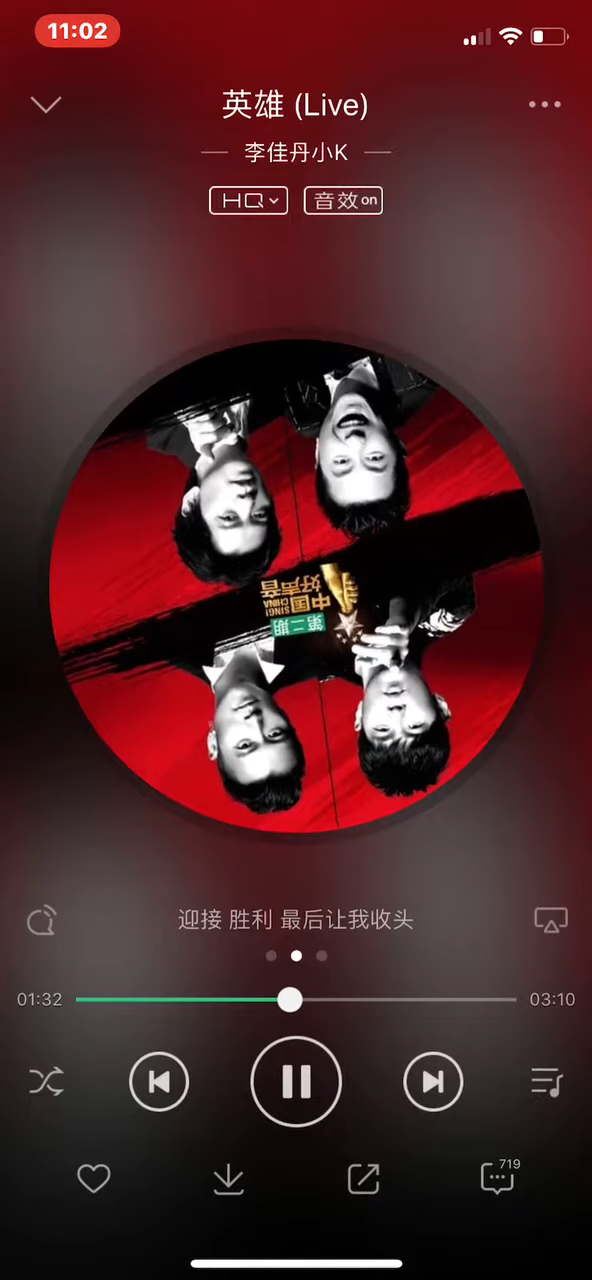 11:02
英雄 (Live)
李佳丹小K
HQ
音效on
中国
好声音
SING!
CHINA
第二期
迎接 胜利 最后让我收头
01:32
03:10
719